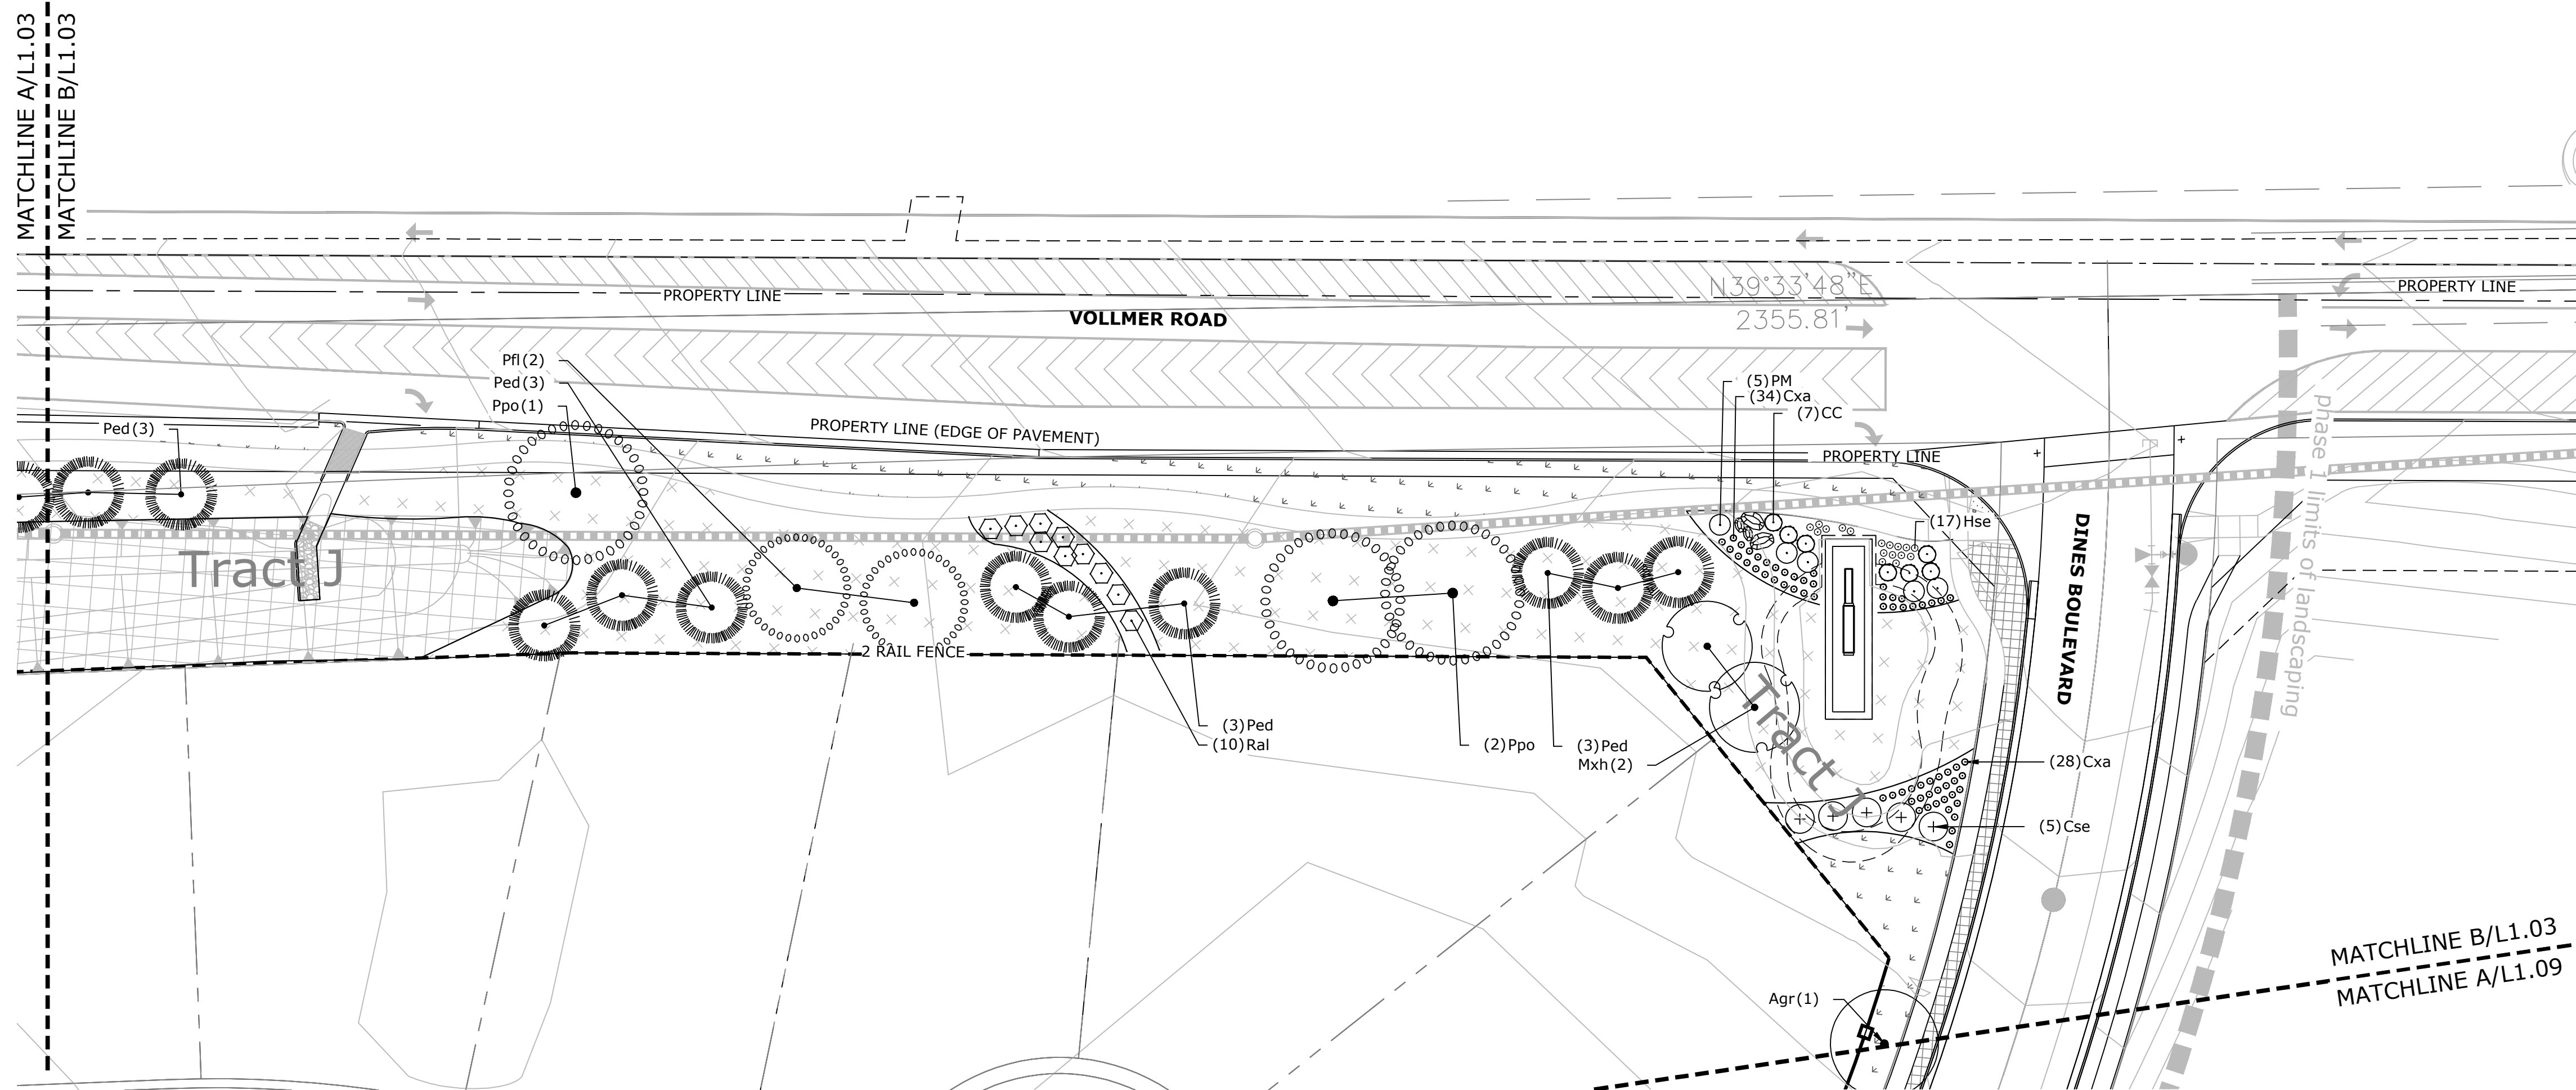 MATCHLINE A/L1.03
MATCHLINE B/L1.03
PROPERTY LINE
N39°33'48"E
2355.81'
PROPERTY LINE
VOLLMER ROAD
Pfl(2)
Ped(3)
Ppo(1)
Ped(3)
PROPERTY LINE (EDGE OF PAVEMENT)
(5)PM
(34)Cxa
(7)CC
PROPERTY LINE
(17)Hse
Tract J
DINES BOULEVARD
phase 1 limits of landscaping
2 RAIL FENCE
(3)Ped
(10)Ral
(2)Ppo
(3)Ped
Mxh(2)
Tract J
(28)Cxa
(5)Cse
Agr(1)
MATCHLINE B/L1.03
MATCHLINE A/L1.09